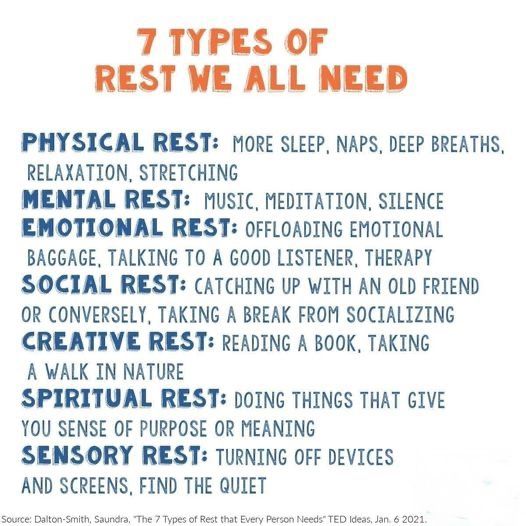 7 TYPES OF
REST WE ALL NEED
PHYSICAL REST: MORE SLEEP, NAPS, DEEP BREATHS,
RELAXATION, STRETCHING
MENTAL REST: MUSIC, MEDITATION, SILENCE
EMOTIONAL REST: OFFLOADING EMOTIONAL
BAGGAGE, TALKING TO A GOOD LISTENER, THERAPY
SOCIAL REST: CATCHING UP WITH AN OLD FRIEND
OR CONVERSELY, TAKING A BREAK FROM SOCIALIZING
CREATIVE REST: READING A BOOK, TAKING
A WALK IN NATURE
SPIRITUAL REST: DOING THINGS THAT GIVE
YOU SENSE OF PURPOSE OR MEANING
SENSORY REST: TURNING OFF DEVICES
AND SCREENS, FIND THE QUIET
Source: Dalton-Smith, Saundra, "The 7 Types of Rest that Every Person Needs" TED Ideas, Jan. 6 2021.